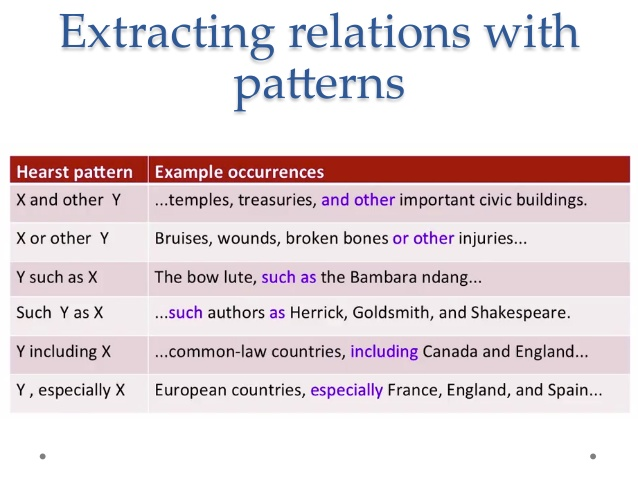 Extracting relations with
patterns
Hearst pattern Example occurrences
X and other Y ...temples, treasuries, and other important civic buildings.
X or other Y Bruises, wounds, broken bones or other injuries...
Y such as X The bow lute, such as the Bambara ndang...
Such Y as X ...such authors as Herrick, Goldsmith, and Shakespeare.
Y including X ...common-law countries, including Canada and England...
Y , especially X European countries, especially France, England, and Spain...